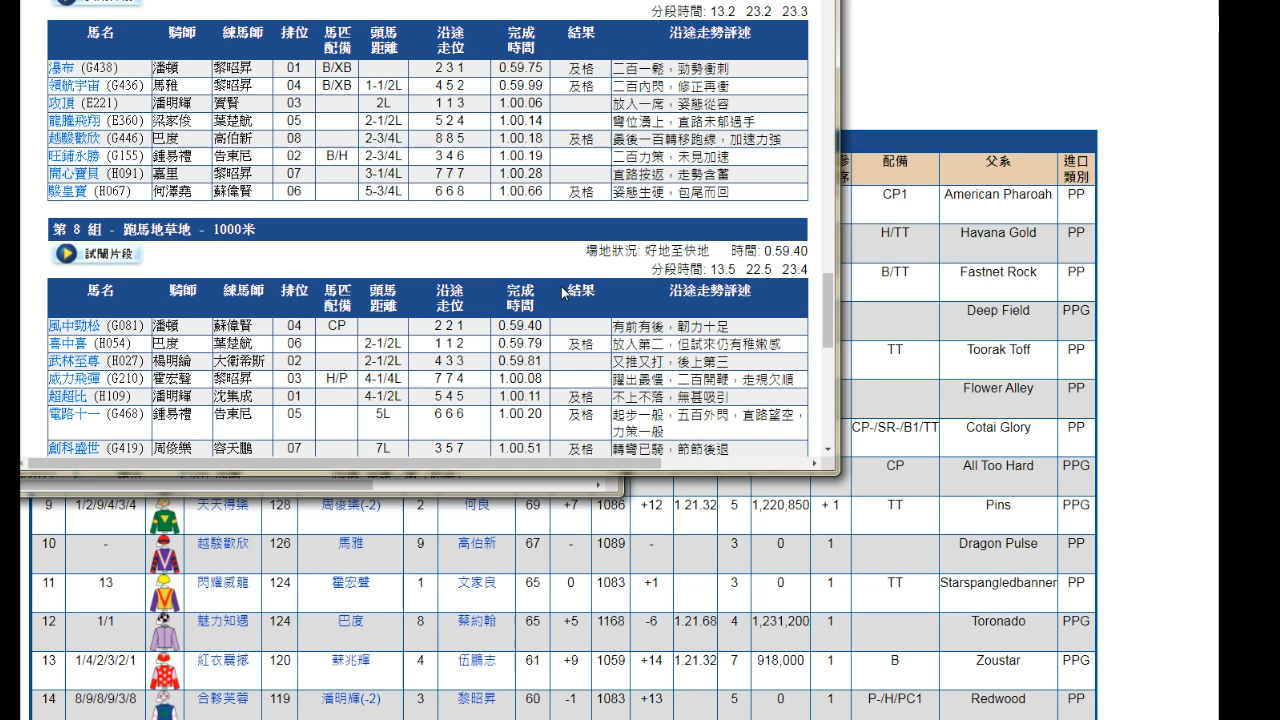 分段時間: 13.2 23.2 23.3
馬名 騎師 練馬師 排位 馬匹配備 頭馬距離 沿途走位 完成時間 結果 沿途走勢評述
瀑布 (G438) 潘頓 黎昭昇 01 B/XB 2 3 1 0.59.75 及格 二百一鬆，勁勢衝刺
領航宇宙 (G436) 馬雅 黎昭昇 04 B/XB 1-1/2L 4 5 2 0.59.99 及格 二百內閃，修正再衝
攻頂 (E221) 潘明輝 賀賢 03 2L 1 1 3 1.00.06 放入一席，姿態從容
龍騰飛翔 (E360) 梁家俊 葉楚航 05 2-1/2L 5 2 4 1.00.14 彎位湧上，直路未郁過手
越駿歡欣 (G446) 巴度 高伯新 08 2-3/4L 8 8 5 1.00.18 及格 最後一百轉移跑線，加速力強
旺鋪永勝 (G155) 鍾易禮 告東尼 02 B/H 2-3/4L 3 4 6 1.00.19 二百力策，未見加速
開心寶貝 (H091) 嘉里 黎昭昇 07 3-1/4L 7 7 7 1.00.28 直路按返，走勢含蓄
駿皇寶 (H067) 何澤堯 蘇偉賢 06 5-3/4L 6 6 8 1.00.66 及格 姿態生硬，包尾而回
第 8 組 - 跑馬地草地 - 1000米
試閘片段 場地狀況: 好地至快地 時間: 0.59.40
分段時間: 13.5 22.5 23.4
馬名 騎師 練馬師 排位 馬匹配備 頭馬距離 沿途走位 完成時間 結果 沿途走勢評述
風中勁松 (G081) 潘頓 蘇偉賢 04 CP 2 2 1 0.59.40 有前有後，韌力十足
喜中喜 (H054) 巴度 葉楚航 06 2-1/2L 1 1 2 0.59.79 及格 放入第二，但試來仍有稚嫩感
武林至尊 (H027) 楊明綸 大衛希斯 02 2-1/2L 4 3 3 0.59.81 又推又打，後上第三
威力飛彈 (G210) 霍宏聲 黎昭昇 03 H/P 4-1/4L 7 7 4 1.00.08 躍出最慢，二百開鞭，走規欠順
超超比 (H109) 潘明輝 沈集成 01 4-1/2L 5 4 5 1.00.11 及格 不上不落，無甚吸引
電路十一 (G468) 鍾易禮 告東尼 05 5L 6 6 6 1.00.20 及格 起步一般，五百外閃，直路望空，
力策一般
創科盛世 (G419) 周俊樂 容天鵬 07 7L 3 5 7 1.00.51 及格 轉彎已騎，節節後退
序 配備 父系 進口類別
CP1 American Pharoah PP
H/TT Havana Gold PP
B/TT Fastnet Rock PP
Deep Field PPG
TT Toorak Toff PP
Flower Alley PP
CP-/SR-/B1/TT Cotai Glory PP
CP All Too Hard PPG
9 1/2/9/4/3/4 天天得樂 128 周俊樂(-2) 2 何良 69 +7 1086 +12 1.21.32 5 1,220,850 + 1 TT Pins PPG
10 - 越駿歡欣 126 馬雅 9 高伯新 67 - 1089 - 3 0 1 Dragon Pulse PP
11 13 閃耀威龍 124 霍宏聲 1 文家良 65 0 1083 +1 3 0 1 TT Starspangledbanner PP
12 1/1 魅力知遇 124 巴度 8 蔡約翰 65 +5 1168 -6 1.21.68 4 1,231,200 1 Toronado PPG
13 1/4/2/3/2/1 紅衣震撼 120 蘇兆輝 4 伍鵬志 61 +9 1059 +14 1.21.32 7 918,000 1 B Zoustar PPG
14 8/9/8/9/3/8 合夥芙蓉 119 潘明輝(-2) 3 黎昭昇 60 -1 1083 +13 5 0 1 P-/H/PC1 Redwood PP